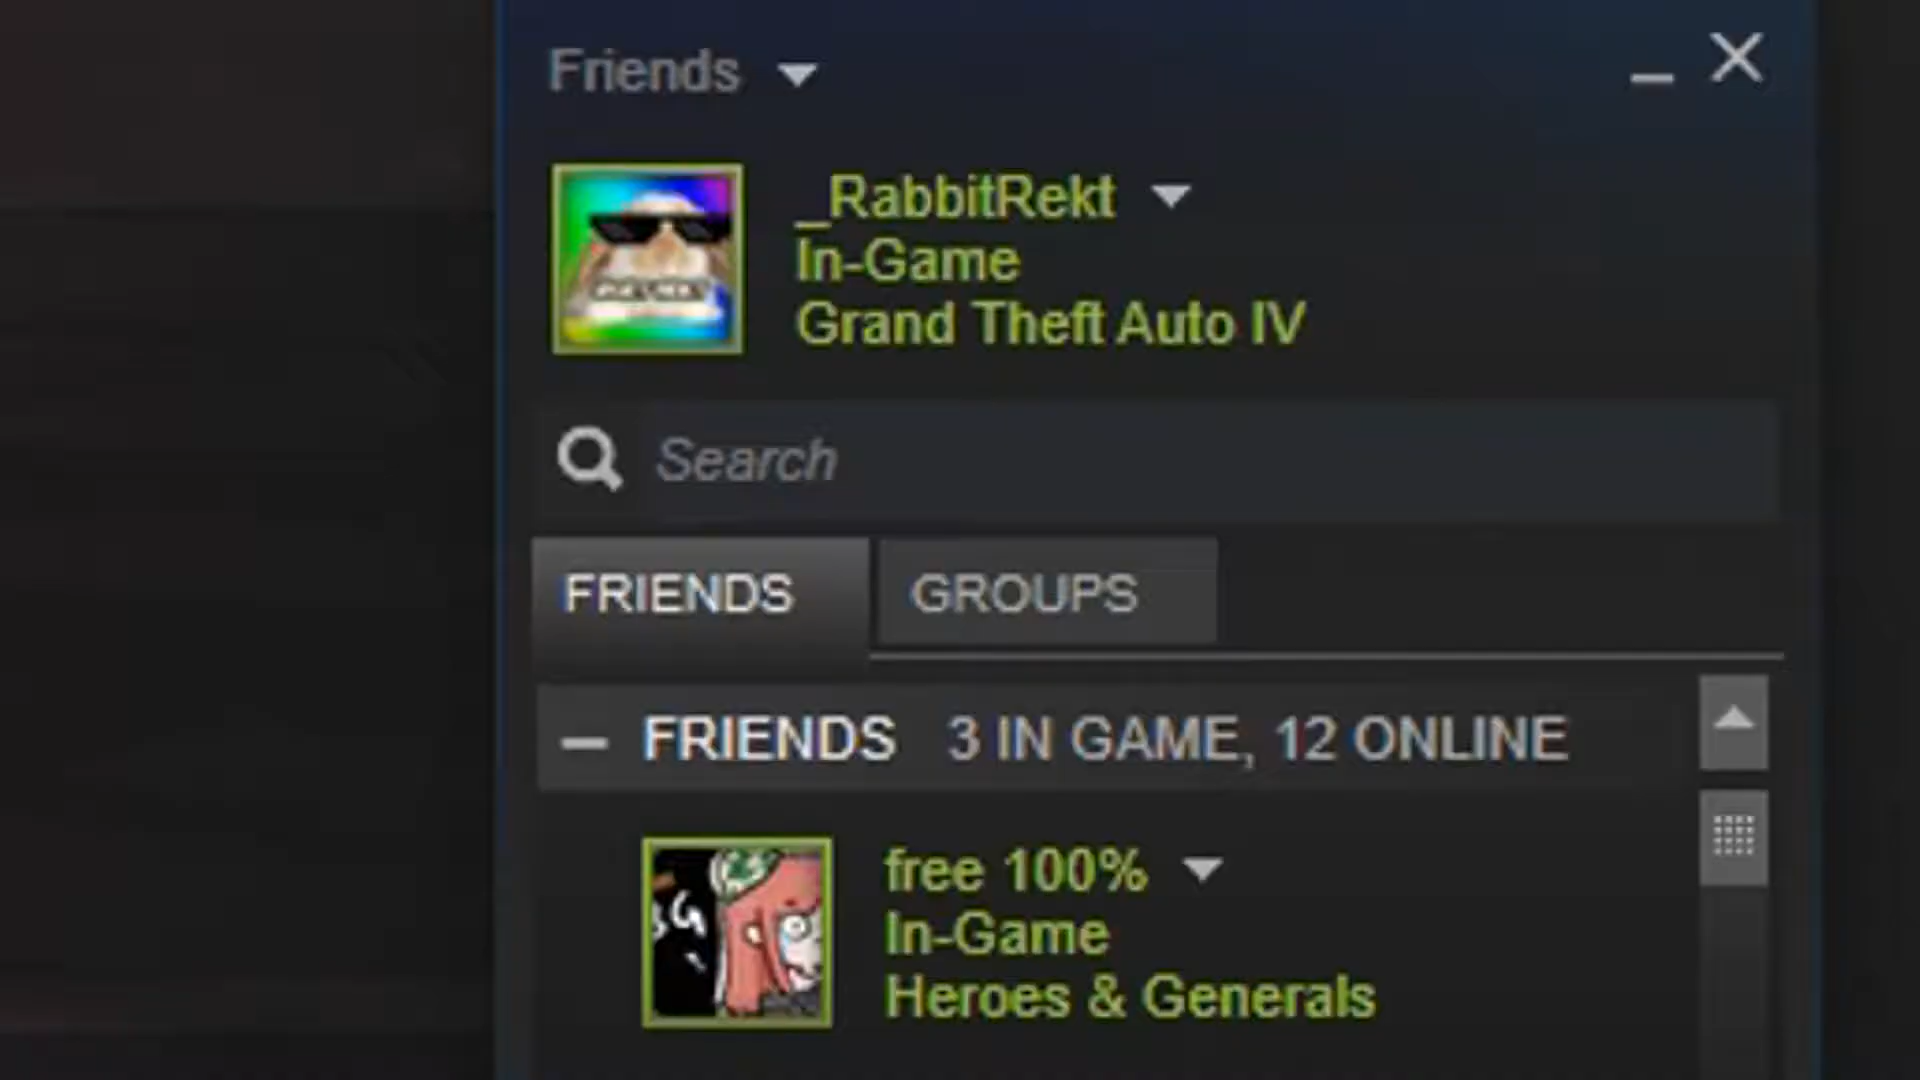 Friends
_RabbitRekt
In-Game
Grand Theft Auto IV
Search
FRIENDS GROUPS
FRIENDS 3 IN GAME, 12 ONLINE
free 100%
In-Game
Heroes & Generals